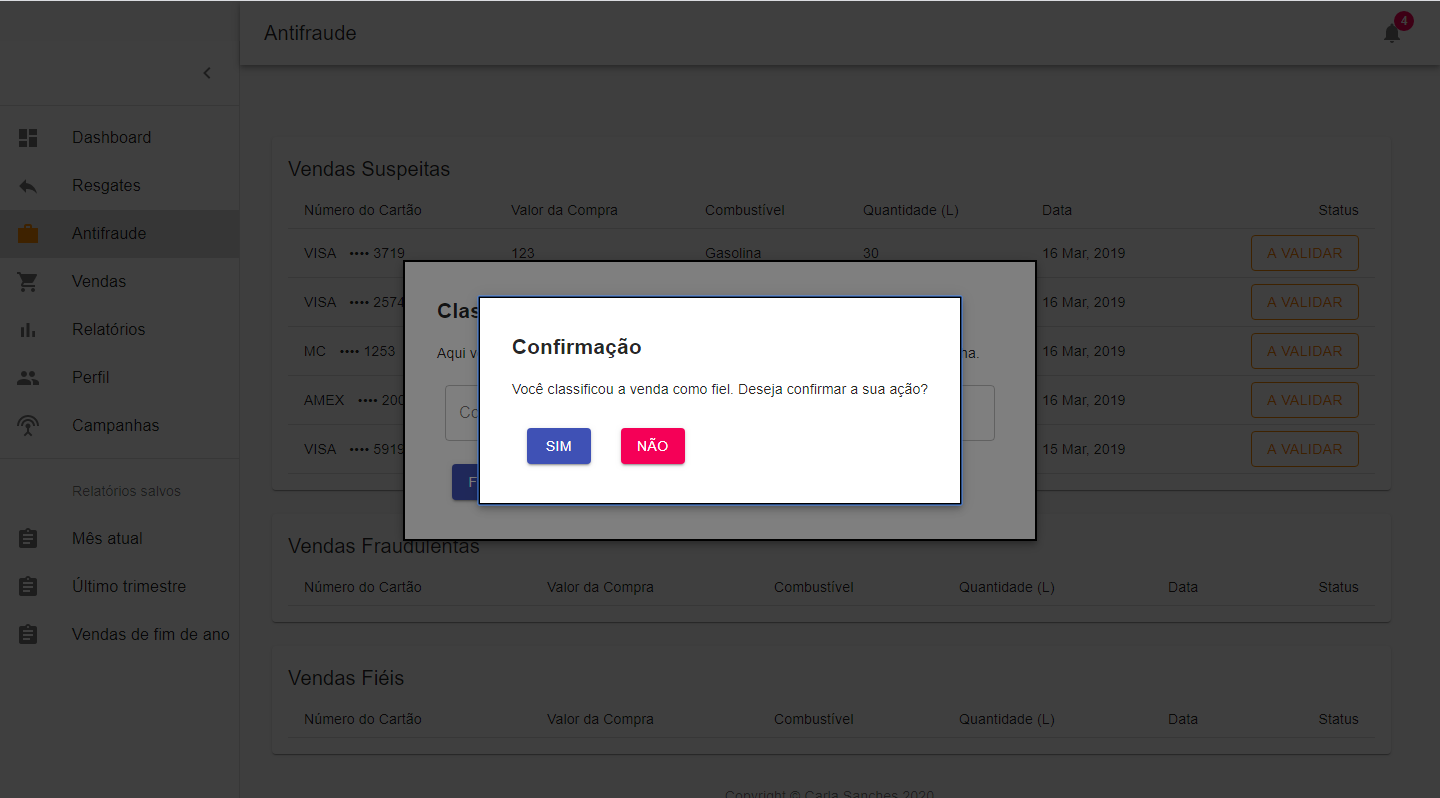 Antifraude
4
Dashboard
Resgates
Antifraude
Vendas
Relatórios
Perfil
Campanhas
Relatórios salvos
Mês atual
Último trimestre
Vendas de fim de ano
Vendas Suspeitas
Número do Cartão Valor da Compra Combustível Quantidade (L) Data Status
VISA •••• 3719 123 Gasolina 30 16 Mar, 2019 A VALIDAR
VISA •••• 2574 16 Mar, 2019 A VALIDAR
MC •••• 1253 16 Mar, 2019 A VALIDAR
AMEX •••• 200 16 Mar, 2019 A VALIDAR
VISA •••• 5919 15 Mar, 2019 A VALIDAR
Clas
Aqui v na.
Co
F
Confirmação
Você classificou a venda como fiel. Deseja confirmar a sua ação?
SIM NÃO
Vendas Fraudulentas
Número do Cartão Valor da Compra Combustível Quantidade (L) Data Status
Vendas Fiéis
Número do Cartão Valor da Compra Combustível Quantidade (L) Data Status
Copyright © Carla Sanches 2020